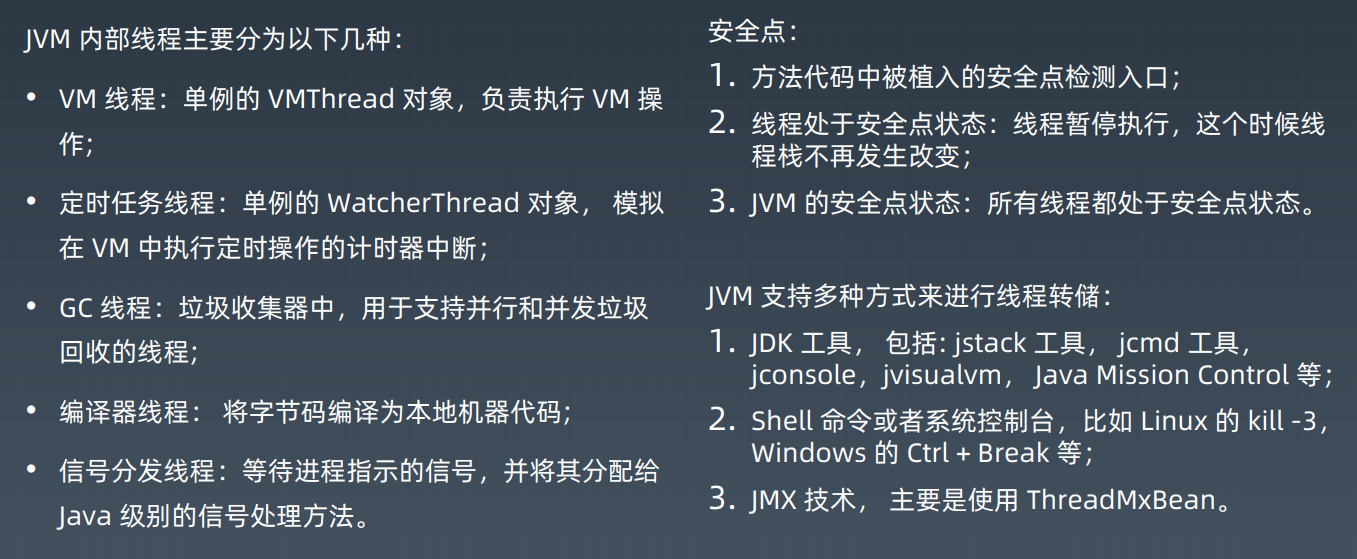 JVM 内部线程主要分为以下几种：
• VM 线程：单例的 VMThread 对象，负责执行 VM 操
作；
• 定时任务线程：单例的 WatcherThread 对象， 模拟
在 VM 中执行定时操作的计时器中断；
• GC 线程：垃圾收集器中，用于支持并行和并发垃圾
回收的线程；
• 编译器线程： 将字节码编译为本地机器代码；
• 信号分发线程：等待进程指示的信号，并将其分配给
Java 级别的信号处理方法。
安全点：
1. 方法代码中被植入的安全点检测入口；
2. 线程处于安全点状态：线程暂停执行，这个时候线
程栈不再发生改变；
3. JVM 的安全点状态：所有线程都处于安全点状态。
JVM 支持多种方式来进行线程转储：
1. JDK 工具， 包括: jstack 工具， jcmd 工具，
jconsole，jvisualvm， Java Mission Control 等；
2. Shell 命令或者系统控制台，比如 Linux 的 kill -3，
Windows 的 Ctrl + Break 等；
3. JMX 技术， 主要是使用 ThreadMxBean。